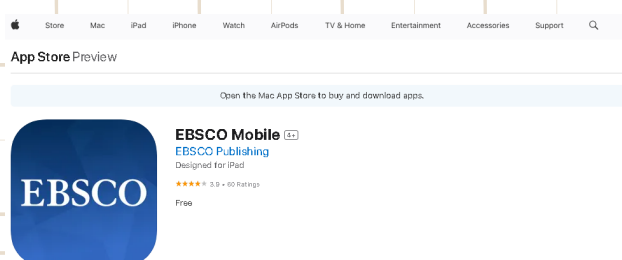 Store Mac iPad iPhone Watch AirPods TV & Home Entertainment Accessories Support
App Store Preview
Open the Mac App Store to buy and download apps.
EBSCO
EBSCO Mobile 4+
EBSCO Publishing
Designed for iPad
★★★★★ 3.9 • 60 Ratings
Free